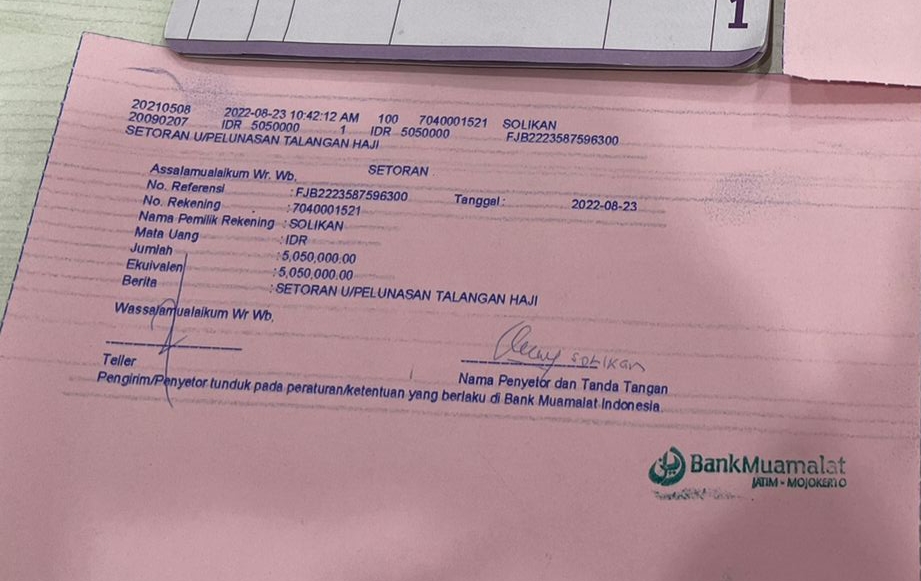 1
20210508 2022-08-23 10:42:12 AM 100 7040001521 SOLIKAN
20090207 IDR 5050000 1 IDR 5050000 FJB2223587596300
SETORAN U/PELUNASAN TALANGAN HAJI
Assalamualaikum Wr. Wb. SETORAN
No. Referensi : FJB2223587596300 Tanggal : 2022-08-23
No. Rekening : 7040001521
Nama Pemilik Rekening : SOLIKAN
Mata Uang : IDR
Jumlah : 5,050,000.00
Ekuivalen : 5,050,000.00
Berita : SETORAN U/PELUNASAN TALANGAN HAJI
Wassalamualaikum Wr Wb,
SOLIKAN
Teller Nama Penyetor dan Tanda Tangan
Pengirim/Penyetor tunduk pada peraturan/ketentuan yang berlaku di Bank Muamalat Indonesia
BankMuamalat
JATIM - MOJOKERTO